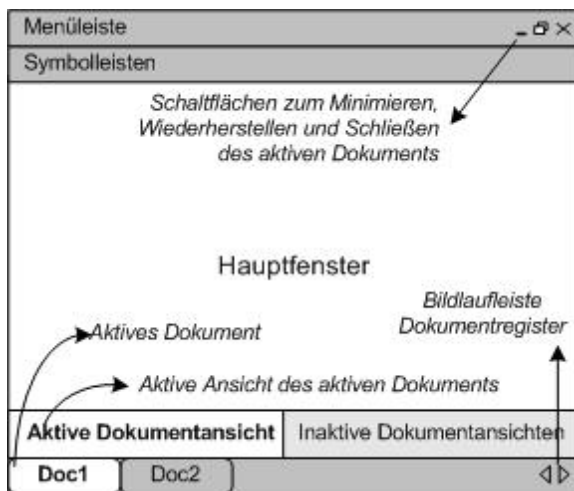 Menüleiste
Symbolleisten
Schaltflächen zum Minimieren,
Wiederherstellen und Schließen
des aktiven Dokuments
Hauptfenster
Bildlaufleiste
Dokumentregister
Aktives Dokument
Aktive Ansicht des aktiven Dokuments
Aktive Dokumentansicht Inaktive Dokumentansichten
Doc1 Doc2